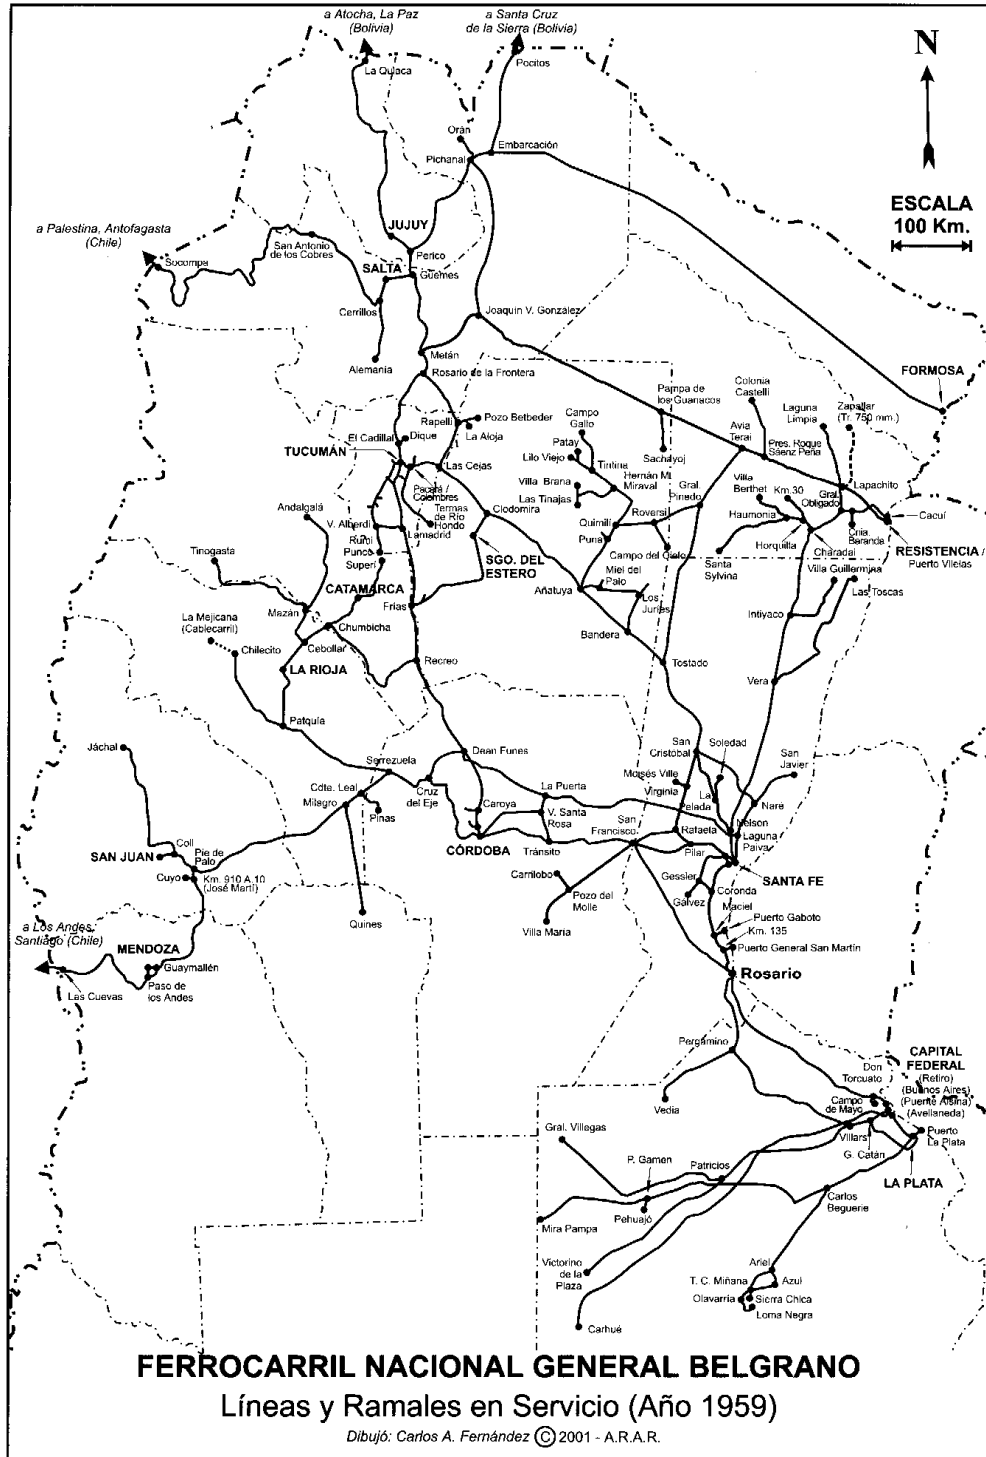 a Atocha, La Paz
(Bolivia)
a Santa Cruz
de la Sierra (Bolivia)
N
La Quiaca
Pocitos
Orán
Embarcación
Pichanal
ESCALA
100 Km.
a Palestina, Antofagasta
(Chile)
San Antonio
de los Cobres
JUJUY
Perico
Socompa
SALTA
Güemes
Cerrillos
Joaquín V. González
Alemania
Metán
Rosario de la Frontera
FORMOSA
Pampa de
los Guanacos
Colonia
Castelli
Laguna
Limpia
Zapallar
(Tr. 750 mm.)
Rapelli
Pozo Betbeder
La Aloja
Campo
Gallo
El Cadillal
Dique
Patay
Avia
Terai
Pres. Roque
Sáenz Peña
TUCUMÁN
Las Cejas
Lilo Viejo
Tintina
Sachayoj
Pacará /
Colombres
Villa Brana
Hernán M.
Miraval
Gral.
Pinedo
Villa
Berthet
Km.30
Gral.
Obligado
Lapachito
Termas
de Río
Hondo
Las Tinajas
Andalgalá
Clodomira
V. Alberdi
Lamadrid
Quimilí
Roversi
Haumonia
Cnia.
Baranda
Cacuí
Rumi
Punco
Puna
Campo del Cielo
Horquilla
Charadai
RESISTENCIA /
Puerto Vilelas
Tinogasta
Superí
SGO. DEL
ESTERO
Miel del
Palo
Santa
Sylvina
Villa Guillermina
CATAMARCA
Añatuya
Las Toscas
La Mejicana
(Cablecarril)
Mazán
Frías
Los
Juríes
Intiyaco
Chumbicha
Bandera
Chilecito
Cebollar
LA RIOJA
Recreo
Tostado
Vera
Patquía
Jáchal
Serrezuela
Dean Funes
San
Cristóbal
Soledad
San
Javier
Cdte. Leal
Cruz
del Eje
La Puerta
Moisés Ville
Virginia
La
Pelada
Naré
Milagro
Pinas
Caroya
V. Santa
Rosa
San
Francisco
Rafaela
Nelson
Laguna
Paiva
Coll
SAN JUAN
Pie de
Palo
CÓRDOBA
Tránsito
Pilar
SANTA FE
Cuyo
Km. 910 A.10
(José Martí)
Carrilobo
Gessler
Gálvez
Coronda
Pozo del
Molle
Maciel
Puerto Gaboto
Quines
Villa María
Km. 135
a Los Andes,
Santiago (Chile)
MENDOZA
Guaymallén
Puerto General San Martín
Las Cuevas
Paso de
los Andes
Rosario
Pergamino
CAPITAL
FEDERAL
(Retiro)
(Buenos Aires)
(Puente Alsina)
(Avellaneda)
Don
Torcuato
Vedia
Campo
de Mayo
Gral. Villegas
Villars
G. Catán
Puerto
La Plata
P. Gamen
Patricios
LA PLATA
Pehuajó
Mira Pampa
Carlos
Beguerie
Victorino
de la
Plaza
Ariel
T. C. Miñana
Azul
Olavarría
Sierra Chica
Loma Negra
Carhué
FERROCARRIL NACIONAL GENERAL BELGRANO
Líneas y Ramales en Servicio (Año 1959)
Dibujó: Carlos A. Fernández © 2001 - A.R.A.R.